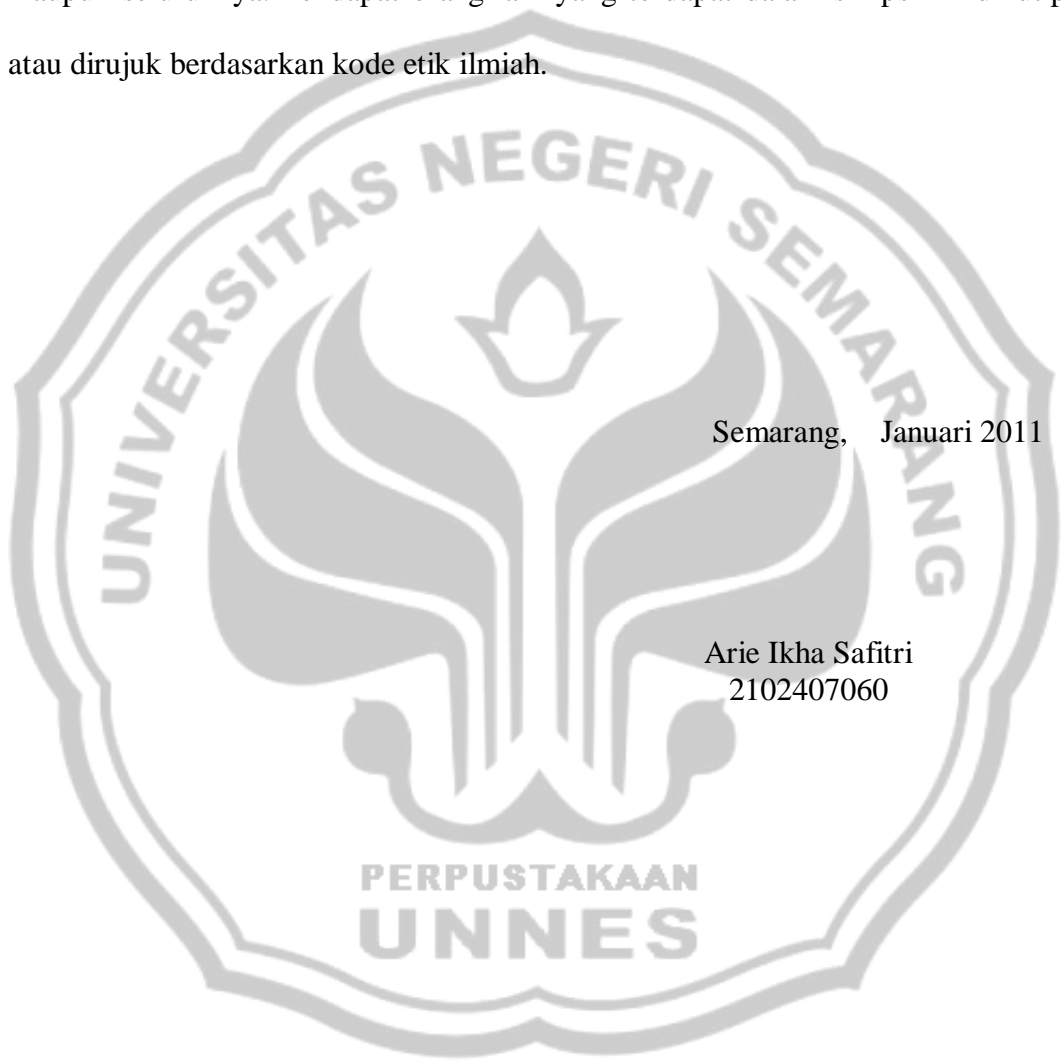 atau dirujuk berdasarkan kode etik ilmiah.
UNIVERSITAS NEGERI SEMARANG
Semarang, Januari 2011
Arie Ikha Safitri
2102407060
PERPUSTAKAAN
UNNES